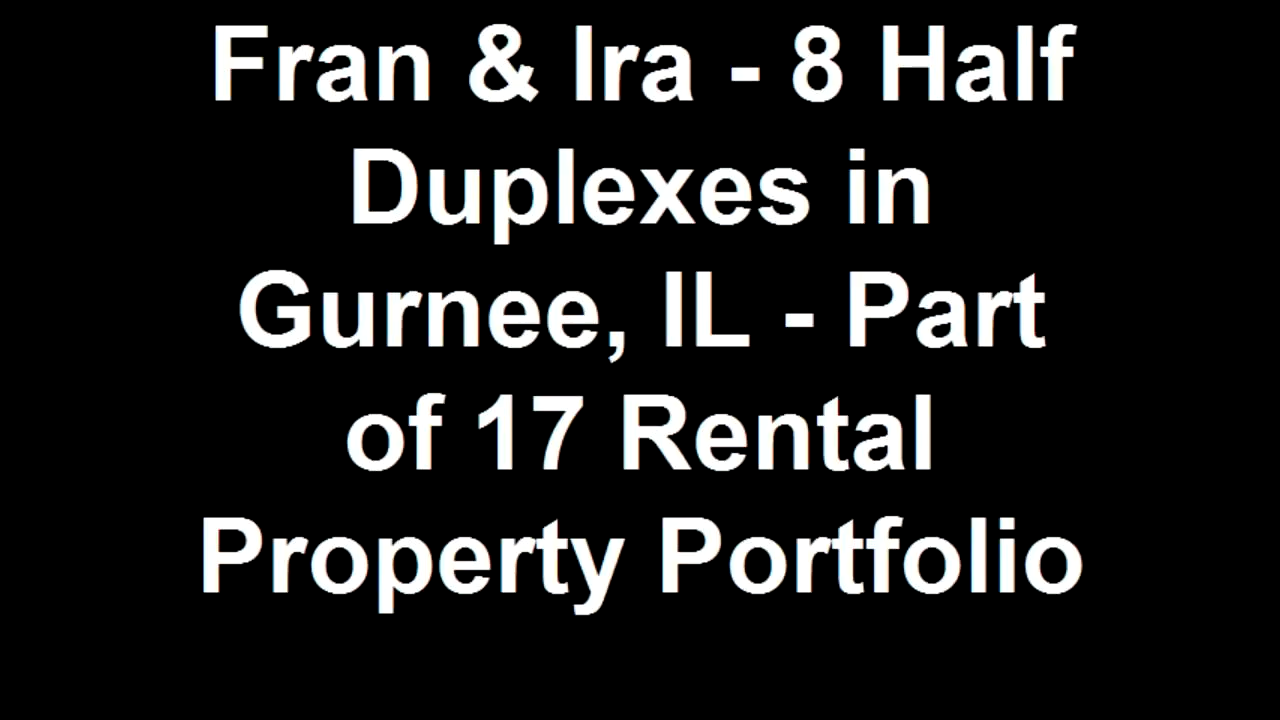 Fran & Ira - 8 Half
Duplexes in
Gurnee, IL - Part
of 17 Rental
Property Portfolio